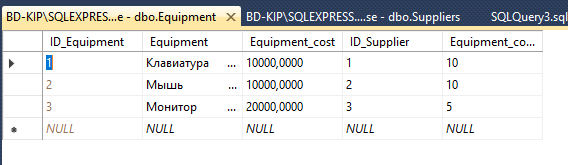 BD-KIP\SQLEXPRESS...e - dbo.Equipment BD-KIP\SQLEXPRESS....se - dbo.Suppliers SQLQuery3.sql
ID_Equipment Equipment Equipment_cost ID_Supplier Equipment_co...
1 Клавиатура ... 10000,0000 1 10
2 Мышь ... 10000,0000 2 10
3 Монитор ... 20000,0000 3 5
NULL NULL NULL NULL NULL